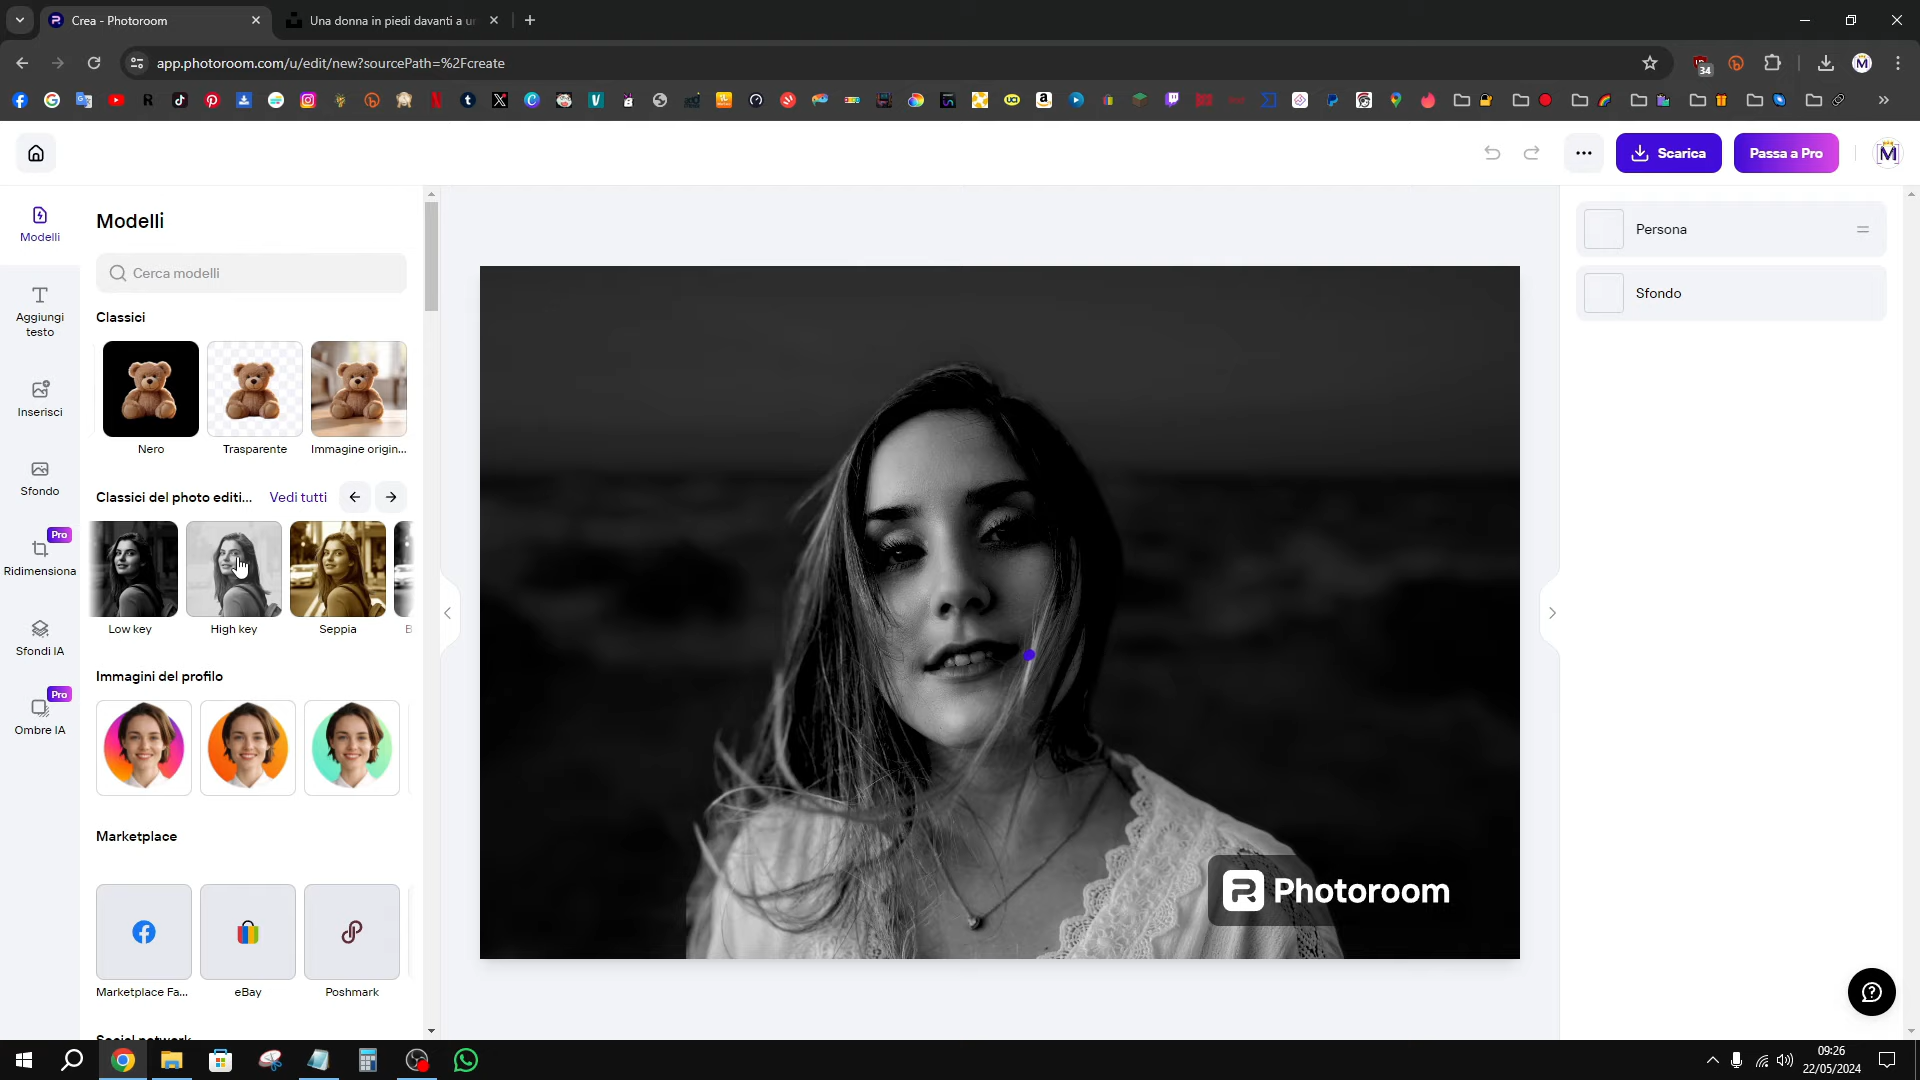 Crea - Photoroom
Una donna in piedi davanti a u
app.photoroom.com/u/edit/new?sourcePath=%2Fcreate
34
Scarica
Passa a Pro
Modelli
Modelli
Cerca modelli
Persona
Sfondo
Classici
Aggiungi
testo
Nero
Trasparente
Immagine origin...
Inserisci
Classici del photo editi...
Vedi tutti
Sfondo
Pro
Ridimensiona
Low key
High key
Seppia
Sfondi IA
Immagini del profilo
Pro
Ombre IA
Marketplace
Photoroom
Marketplace Fa...
eBay
Poshmark
Social network
09:26
22/05/2024